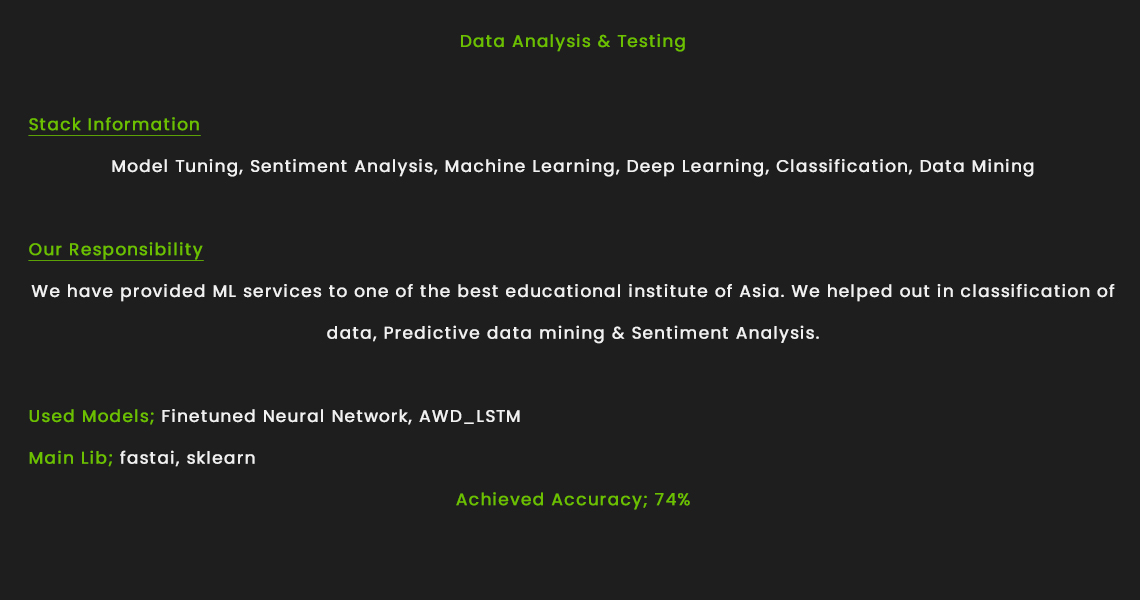 Data Analysis & Testing
Stack Information
Model Tuning, Sentiment Analysis, Machine Learning, Deep Learning, Classification, Data Mining
Our Responsibility
We have provided ML services to one of the best educational institute of Asia. We helped out in classification of
data, Predictive data mining & Sentiment Analysis.
Used Models; Finetuned Neural Network, AWD_LSTM
Main Lib; fastai, sklearn
Achieved Accuracy; 74%